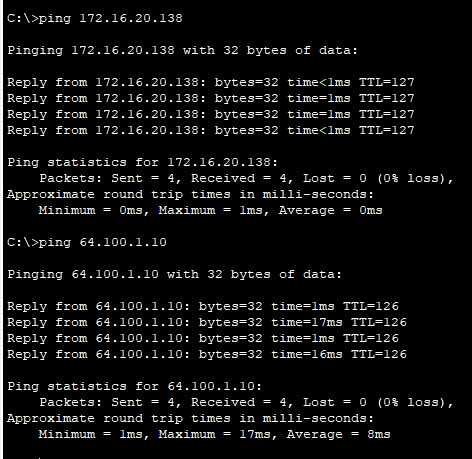 C:\>ping 172.16.20.138
Pinging 172.16.20.138 with 32 bytes of data:
Reply from 172.16.20.138: bytes=32 time<1ms TTL=127
Reply from 172.16.20.138: bytes=32 time=1ms TTL=127
Reply from 172.16.20.138: bytes=32 time=1ms TTL=127
Reply from 172.16.20.138: bytes=32 time<1ms TTL=127
Ping statistics for 172.16.20.138:
    Packets: Sent = 4, Received = 4, Lost = 0 (0% loss),
Approximate round trip times in milli-seconds:
    Minimum = 0ms, Maximum = 1ms, Average = 0ms
C:\>ping 64.100.1.10
Pinging 64.100.1.10 with 32 bytes of data:
Reply from 64.100.1.10: bytes=32 time=1ms TTL=126
Reply from 64.100.1.10: bytes=32 time=17ms TTL=126
Reply from 64.100.1.10: bytes=32 time=1ms TTL=126
Reply from 64.100.1.10: bytes=32 time=16ms TTL=126
Ping statistics for 64.100.1.10:
    Packets: Sent = 4, Received = 4, Lost = 0 (0% loss),
Approximate round trip times in milli-seconds:
    Minimum = 1ms, Maximum = 17ms, Average = 8ms